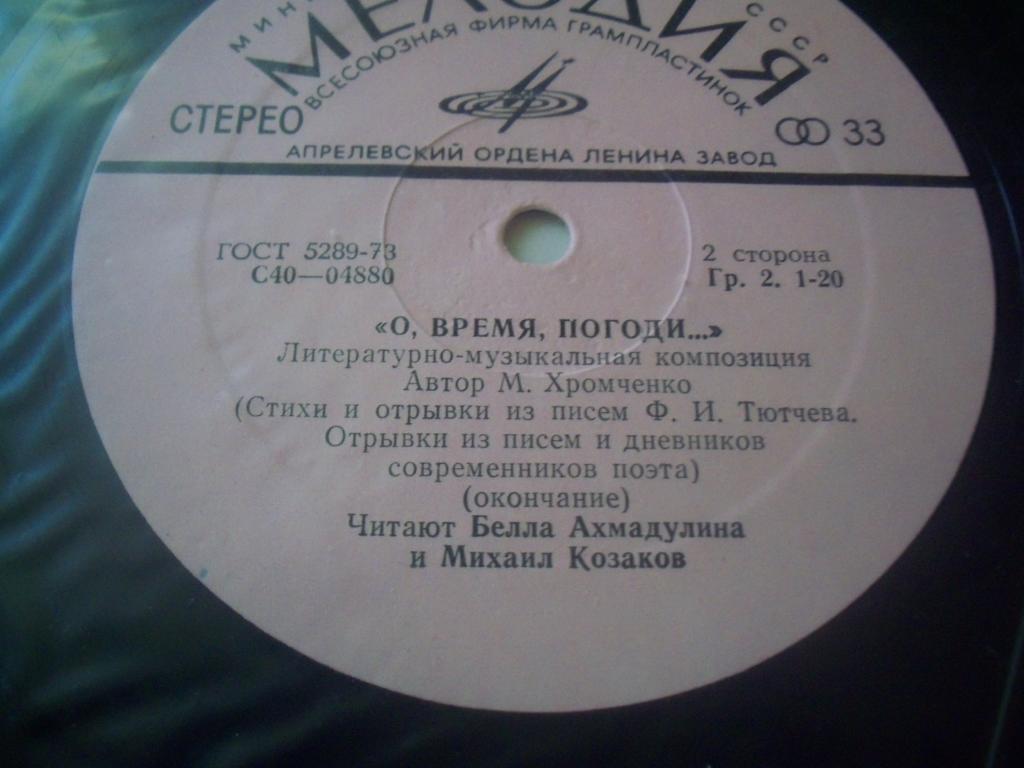 МЕЛОДИЯ
СССР
ВСЕСОЮЗНАЯ ФИРМА ГРАМПЛАСТИНОК
СТЕРЕО
33
АПРЕЛЕВСКИЙ ОРДЕНА ЛЕНИНА ЗАВОД
ГОСТ 5289-73
2 сторона
С40—04880
Гр. 2. 1-20
«О, ВРЕМЯ, ПОГОДИ...»
Литературно-музыкальная композиция
Автор М. Хромченко
(Стихи и отрывки из писем Ф. И. Тютчева.
Отрывки из писем и дневников
современников поэта)
(окончание)
Читают Белла Ахмадулина
и Михаил Козаков